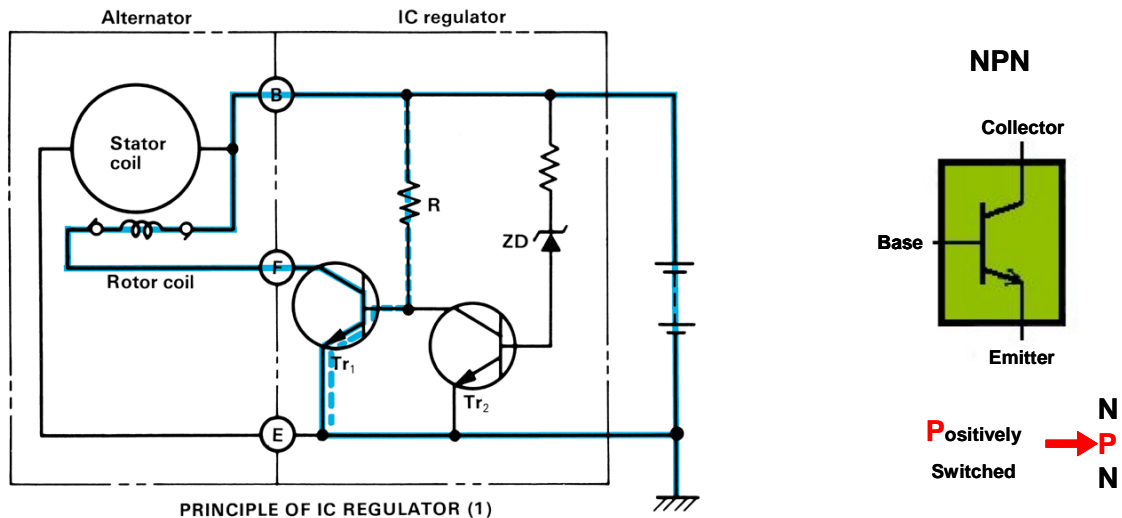 Alternator
IC regulator
B
Stator
coil
R
ZD
F
Rotor coil
Tr₁
Tr₂
E
PRINCIPLE OF IC REGULATOR (1)
NPN
Collector
Base
Emitter
Positively
Switched
N
P
N